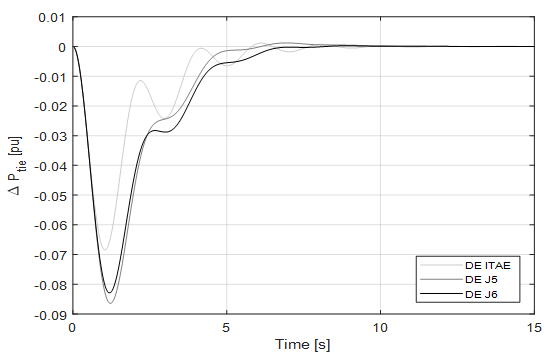 0.01
0
-0.01
-0.02
-0.03
-0.04
-0.05
-0.06
-0.07
-0.08
-0.09
Δ Ptie [pu]
DE ITAE
DE J5
DE J6
0 5 10 15
Time [s]